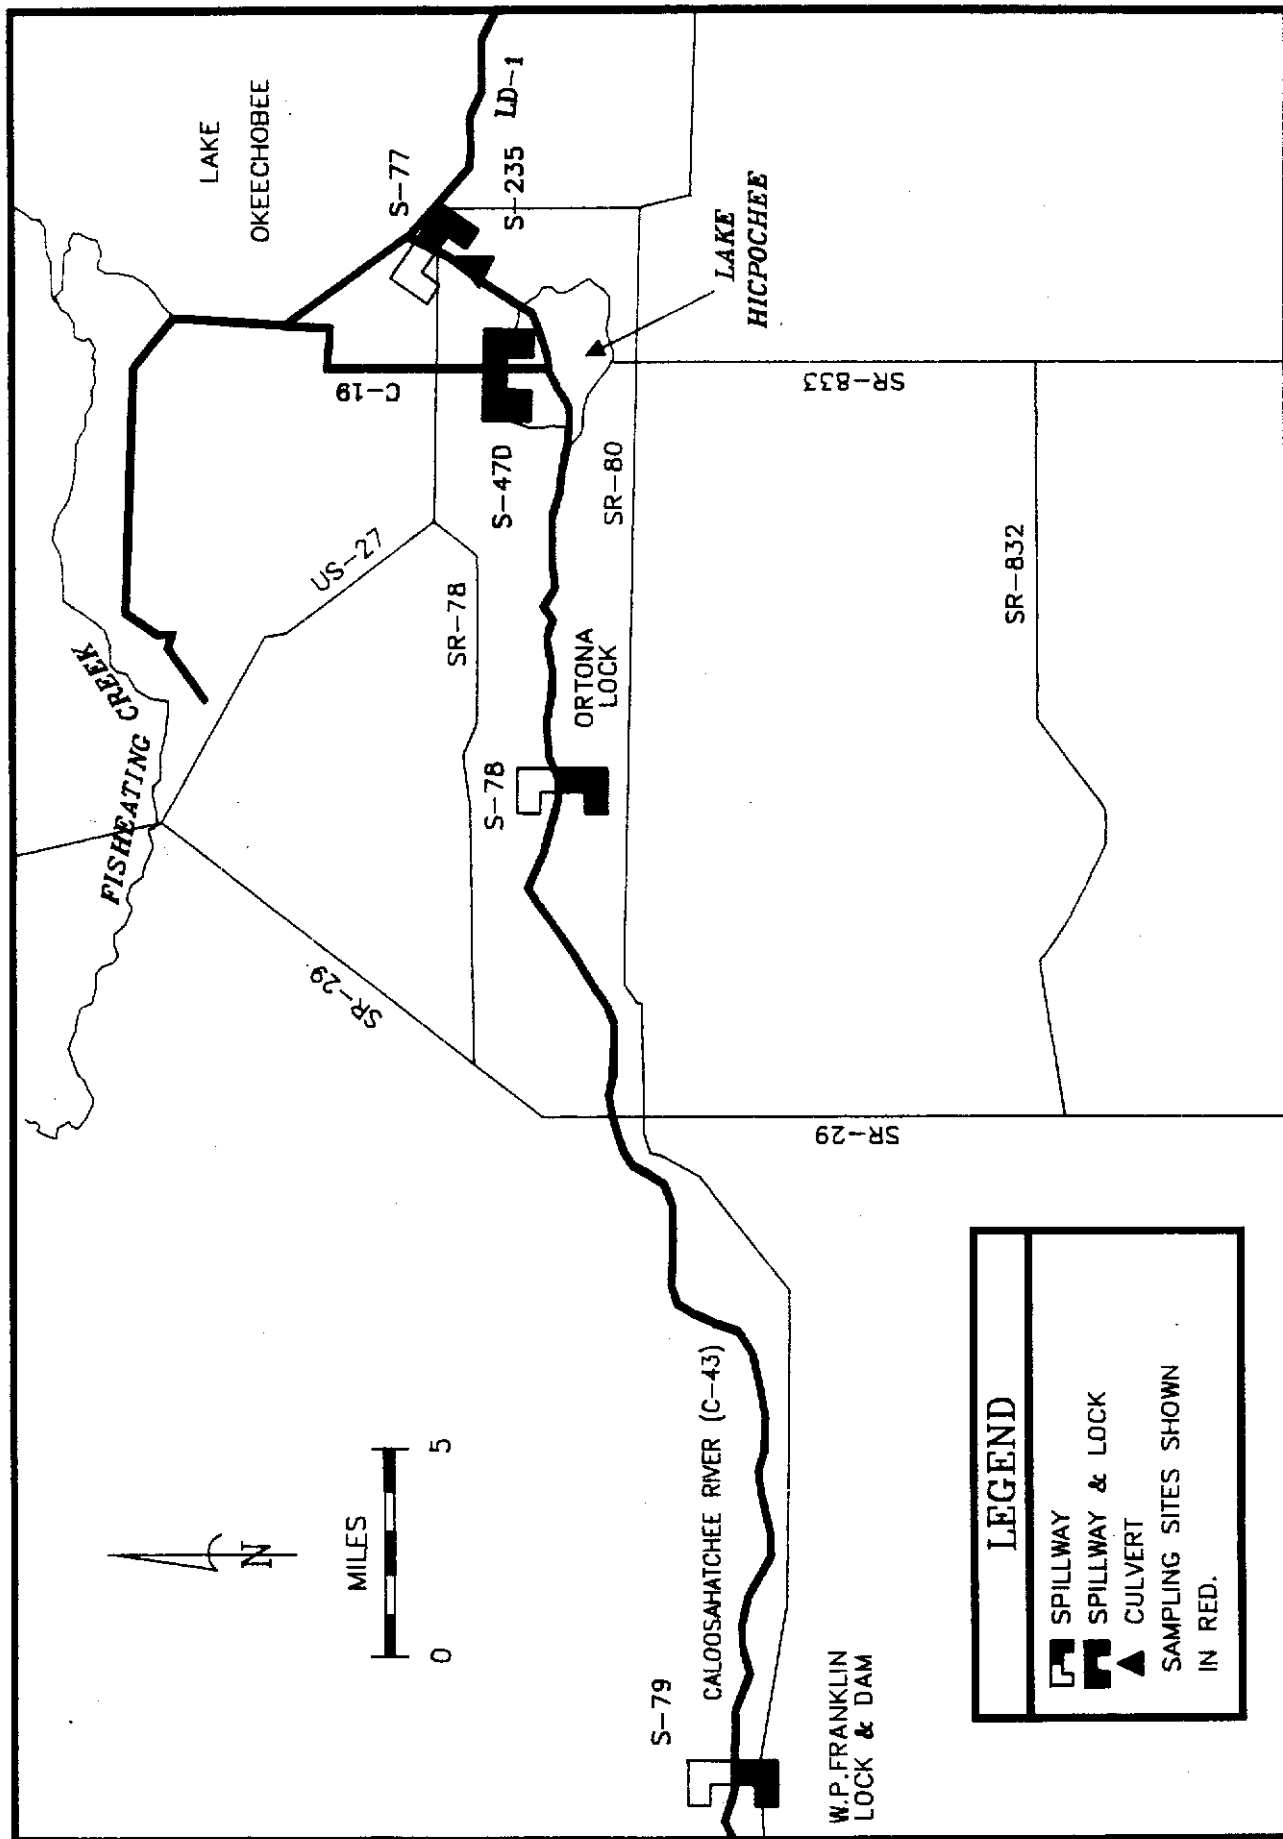 LAKE
OKEECHOBEE
S-77
S-235
LD-1
LAKE
HICPOCHEE
C-19
S-47D
US-27
SR-78
SR-80
SR-833
SR-832
FISHEATING CREEK
ORTONA
LOCK
S-78
SR-29
SR-29
N
MILES
0 5
CALOOSAHATCHEE RIVER (C-43)
S-79
W.P.FRANKLIN
LOCK & DAM
LEGEND
SPILLWAY
SPILLWAY & LOCK
CULVERT
SAMPLING SITES SHOWN
IN RED.